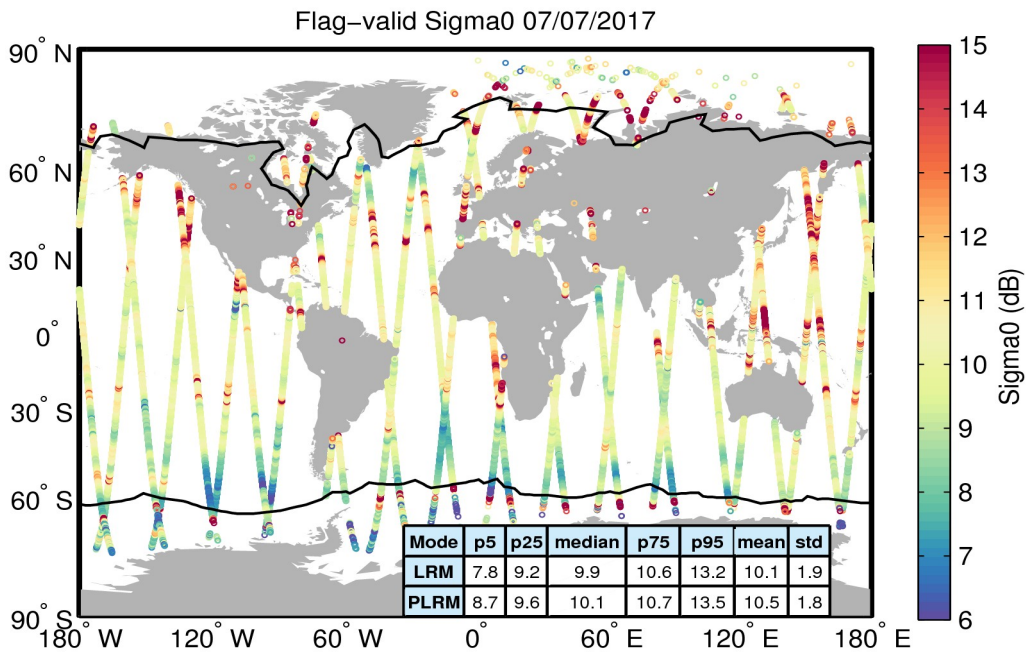 Flag−valid Sigma0 07/07/2017
90° N
60° N
30° N
0°
30° S
60° S
90° S
180° W
120° W
60° W
0°
60° E
120° E
180° E
15
14
13
12
11
10
9
8
7
6
Sigma0 (dB)
Mode p5 p25 median p75 p95 mean std
LRM 7.8 9.2 9.9 10.6 13.2 10.1 1.9
PLRM 8.7 9.6 10.1 10.7 13.5 10.5 1.8